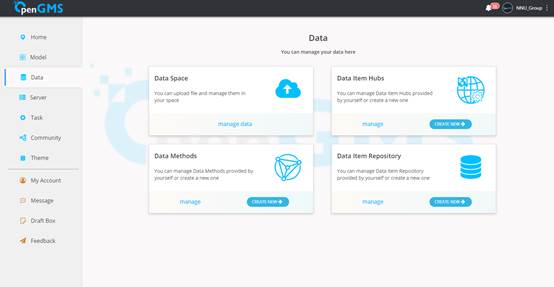 OpenGMS
NNU_Group
Home
Model
Data
Server
Task
Community
Theme
My Account
Message
Draft Box
Feedback
Data
You can manage your data here
Data Space
You can upload file and manage them in
your space
manage data
Data Item Hubs
You can manage Data Item Hubs provided
by yourself or create a new one
manage
CREATE NEW
Data Methods
You can manage Data Methods provided by
yourself or create a new one
manage
CREATE NEW
Data Item Repository
You can manage Data Item Repository
provided by yourself or create a new one
manage
CREATE NEW